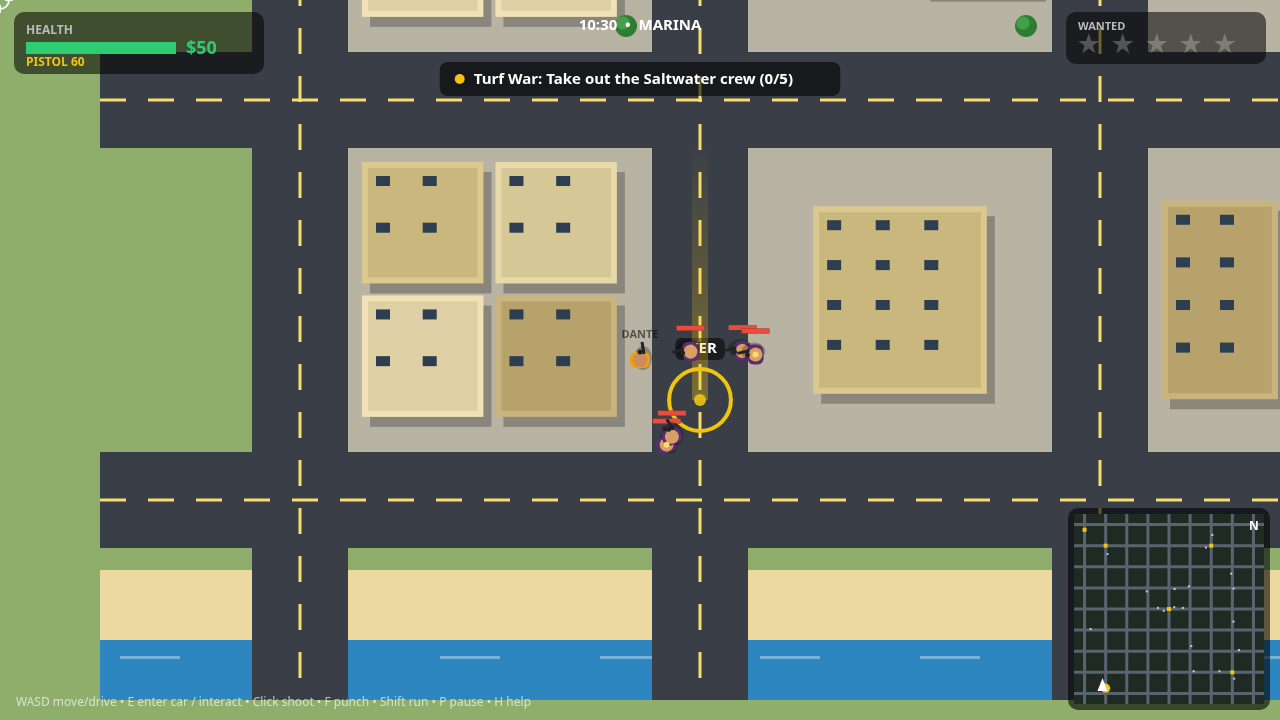 HEALTH
$50
PISTOL 60
10:30 • MARINA
WANTED
Turf War: Take out the Saltwater crew (0/5)
DANTE
N
WASD move/drive • E enter car / interact • Click shoot • F punch • Shift run • P pause • H help